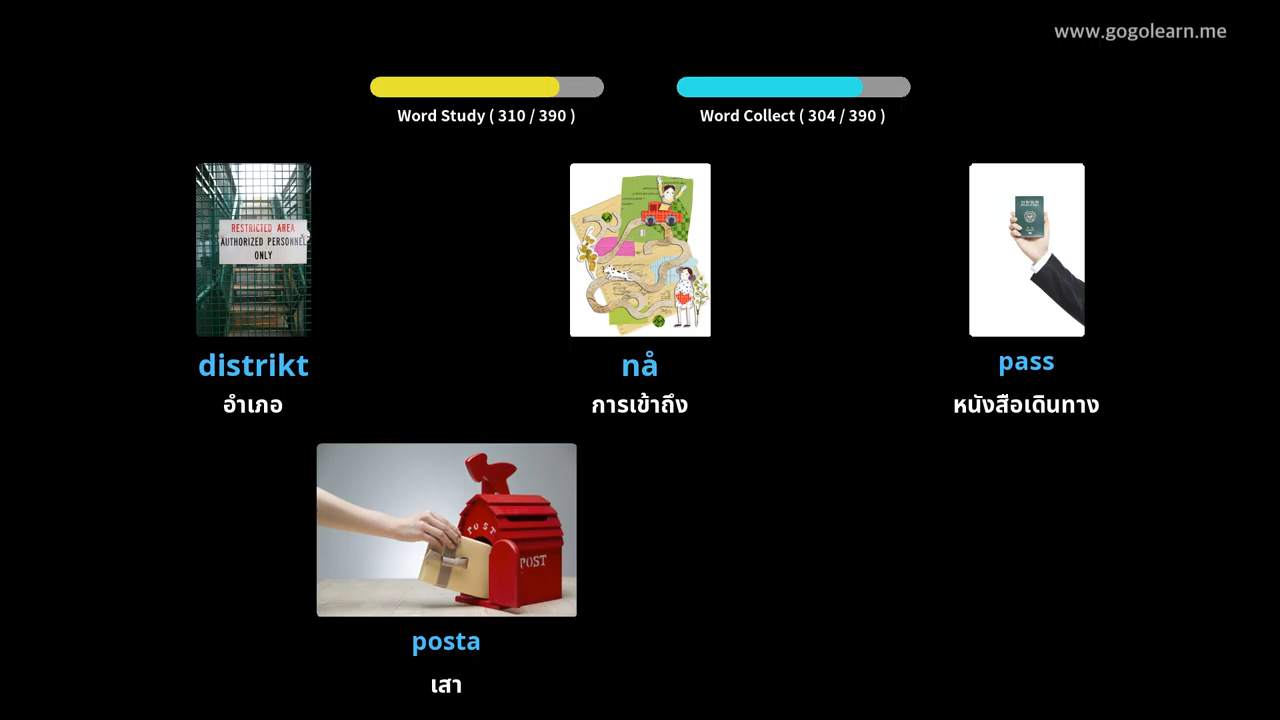 www.gogolearn.me
Word Study ( 310 / 390 )
Word Collect ( 304 / 390 )
RESTRICTED AREA
AUTHORIZED PERSONNEL
ONLY
distrikt
อำเภอ
nå
การเข้าถึง
pass
หนังสือเดินทาง
POST
POST
posta
เสา